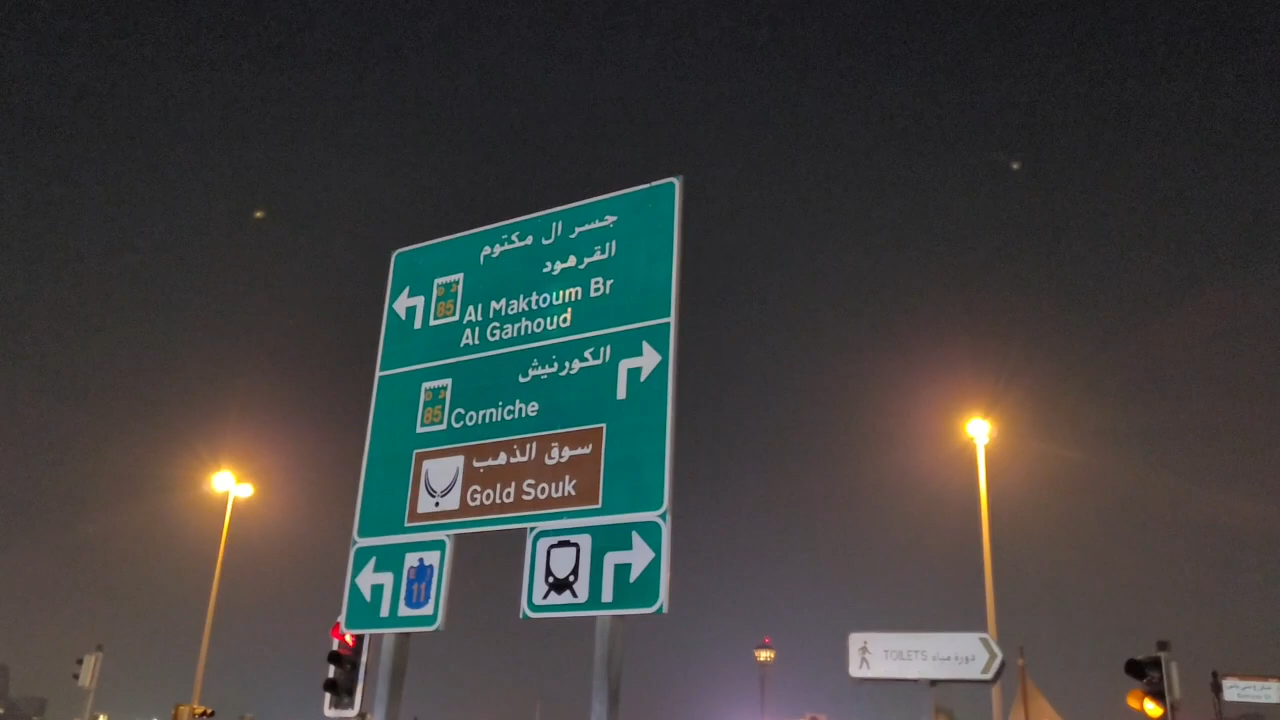 جسر ال مكتوم
القرهود
د د
85
Al Maktoum Br
Al Garhoud
الكورنيش
د د
85
Corniche
سوق الذهب
Gold Souk
11
TOILETS دورة مياه